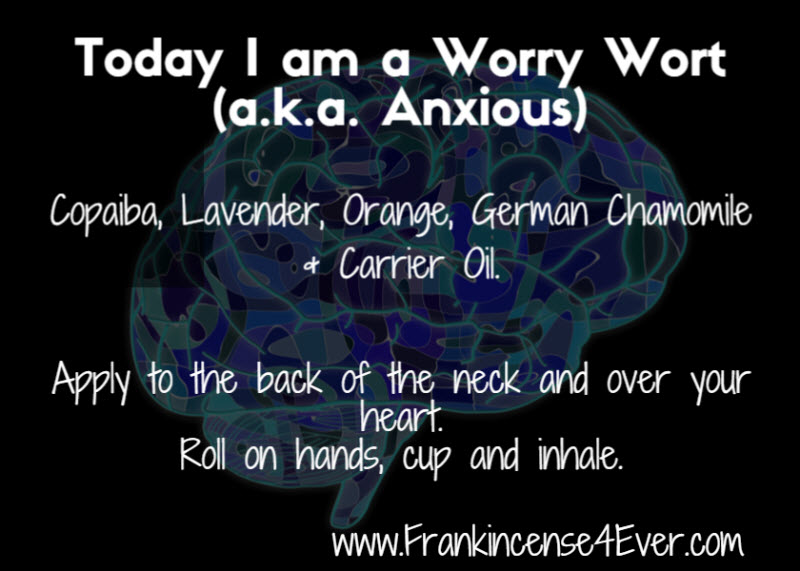 Today I am a Worry Wort
(a.k.a. Anxious)
Copaiba, Lavender, Orange, German Chamomile
& Carrier Oil.
Apply to the back of the neck and over your
heart.
Roll on hands, cup and inhale.
www.Frankincense4Ever.com